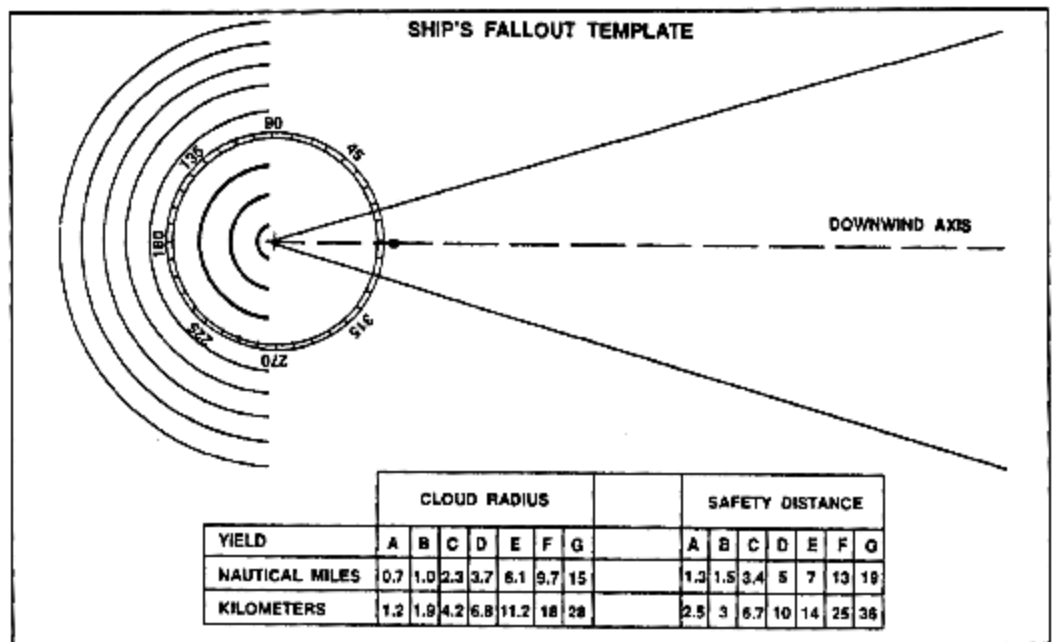 SHIP'S FALLOUT TEMPLATE
90
45
135
180
DOWNWIND AXIS
225
315
270
CLOUD RADIUS SAFETY DISTANCE
YIELD A B C D E F G A B C D E F G
NAUTICAL MILES 0.7 1.0 2.3 3.7 6.1 9.7 15 1.3 1.5 3.4 5 7 13 19
KILOMETERS 1.2 1.9 4.2 6.8 11.2 18 28 2.5 3 6.7 10 14 25 36